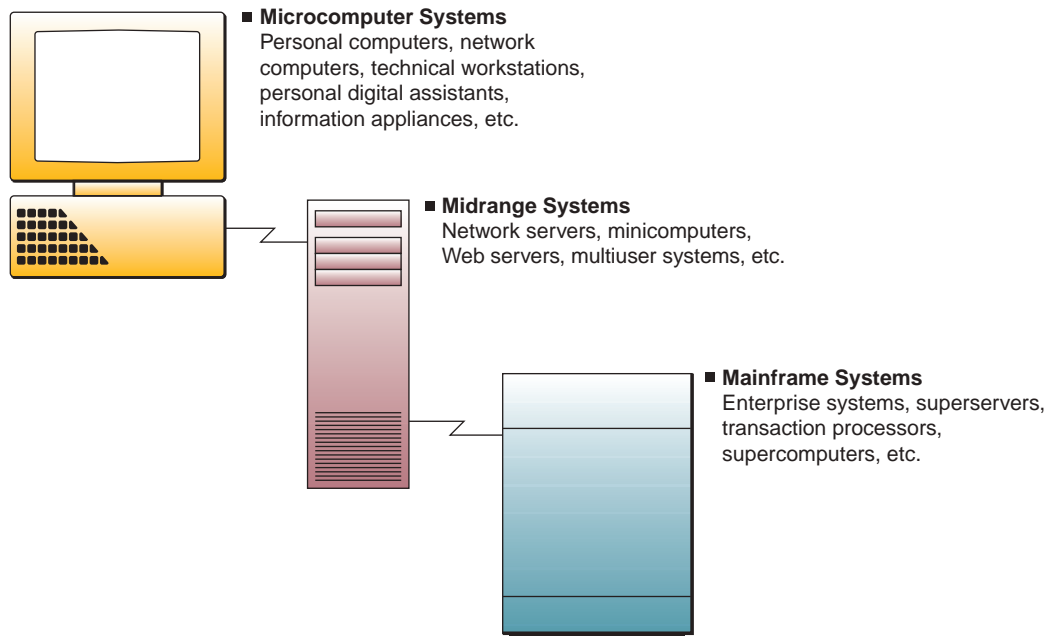 ■ Microcomputer Systems
Personal computers, network
computers, technical workstations,
personal digital assistants,
information appliances, etc.
■ Midrange Systems
Network servers, minicomputers,
Web servers, multiuser systems, etc.
■ Mainframe Systems
Enterprise systems, superservers,
transaction processors,
supercomputers, etc.